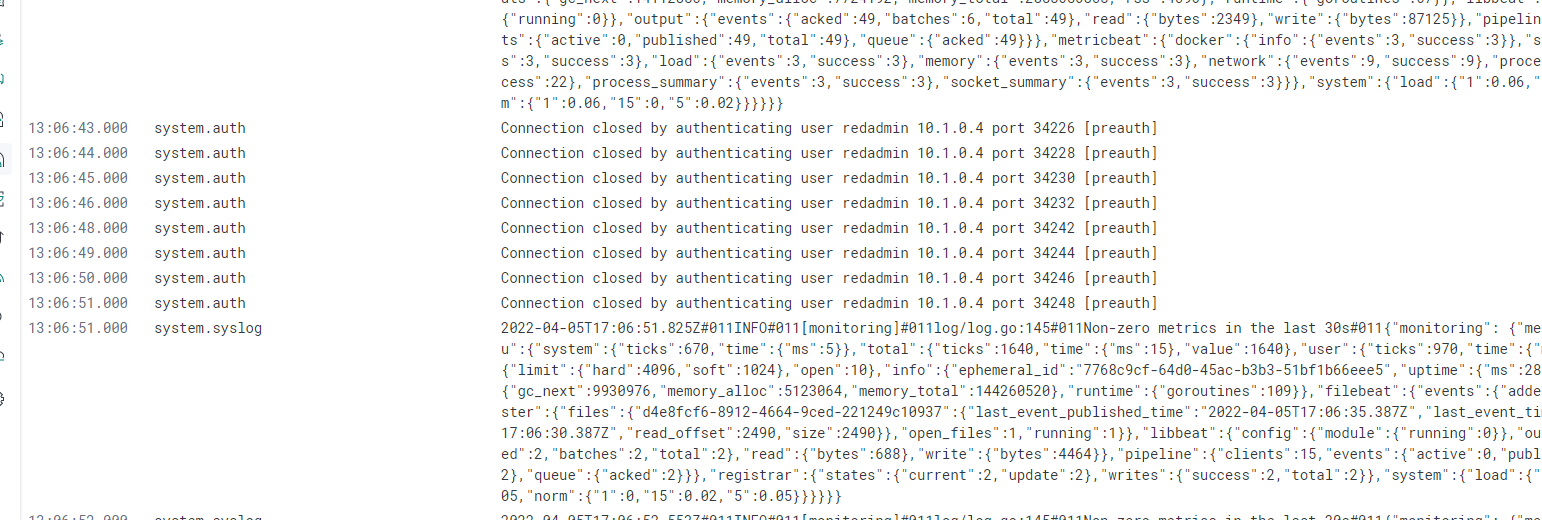 {"running":0}},"output":{"events":{"acked":49,"batches":6,"total":49},"read":{"bytes":2349},"write":{"bytes":87125}},"pipelin
ts":{"active":0,"published":49,"total":49},"queue":{"acked":49}}},"metricbeat":{"docker":{"info":{"events":3,"success":3}},"s
s":3,"success":3},"load":{"events":3,"success":3},"memory":{"events":3,"success":3},"network":{"events":9,"success":9},"proce
cess":22},"process_summary":{"events":3,"success":3},"socket_summary":{"events":3,"success":3}}},"system":{"load":{"1":0.06,"
m":{"1":0.06,"15":0,"5":0.02}}}}}}
13:06:43.000 system.auth Connection closed by authenticating user redadmin 10.1.0.4 port 34226 [preauth]
13:06:44.000 system.auth Connection closed by authenticating user redadmin 10.1.0.4 port 34228 [preauth]
13:06:45.000 system.auth Connection closed by authenticating user redadmin 10.1.0.4 port 34230 [preauth]
13:06:46.000 system.auth Connection closed by authenticating user redadmin 10.1.0.4 port 34232 [preauth]
13:06:48.000 system.auth Connection closed by authenticating user redadmin 10.1.0.4 port 34242 [preauth]
13:06:49.000 system.auth Connection closed by authenticating user redadmin 10.1.0.4 port 34244 [preauth]
13:06:50.000 system.auth Connection closed by authenticating user redadmin 10.1.0.4 port 34246 [preauth]
13:06:51.000 system.auth Connection closed by authenticating user redadmin 10.1.0.4 port 34248 [preauth]
13:06:51.000 system.syslog 2022-04-05T17:06:51.825Z#011INFO#011[monitoring]#011log/log.go:145#011Non-zero metrics in the last 30s#011{"monitoring": {"me
u":{"system":{"ticks":670,"time":{"ms":5}},"total":{"ticks":1640,"time":{"ms":15},"value":1640},"user":{"ticks":970,"time":{"
{"limit":{"hard":4096,"soft":1024},"open":10},"info":{"ephemeral_id":"7768c9cf-64d0-45ac-b3b3-51bf1b66eee5","uptime":{"ms":28
{"gc_next":9930976,"memory_alloc":5123064,"memory_total":144260520},"runtime":{"goroutines":109}},"filebeat":{"events":{"adde
ster":{"files":{"d4e8fcf6-8912-4664-9ced-221249c10937":{"last_event_published_time":"2022-04-05T17:06:35.387Z","last_event_ti
17:06:30.387Z","read_offset":2490,"size":2490}},"open_files":1,"running":1}},"libbeat":{"config":{"module":{"running":0}},"ou
ed":2,"batches":2,"total":2},"read":{"bytes":688},"write":{"bytes":4464}},"pipeline":{"clients":15,"events":{"active":0,"publ
2},"queue":{"acked":2}}},"registrar":{"states":{"current":2,"update":2},"writes":{"success":2,"total":2}},"system":{"load":{"
05,"norm":{"1":0,"15":0.02,"5":0.05}}}}}}